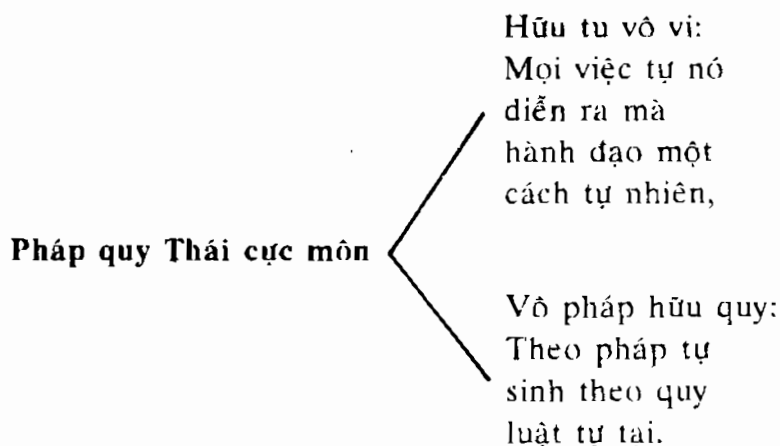 Hữu tu vô vi:
Mọi việc tự nó
diễn ra mà
hành đạo một
cách tự nhiên,
Pháp quy Thái cực môn
Vô pháp hữu quy:
Theo pháp tự
sinh theo quy
luật tự tại.